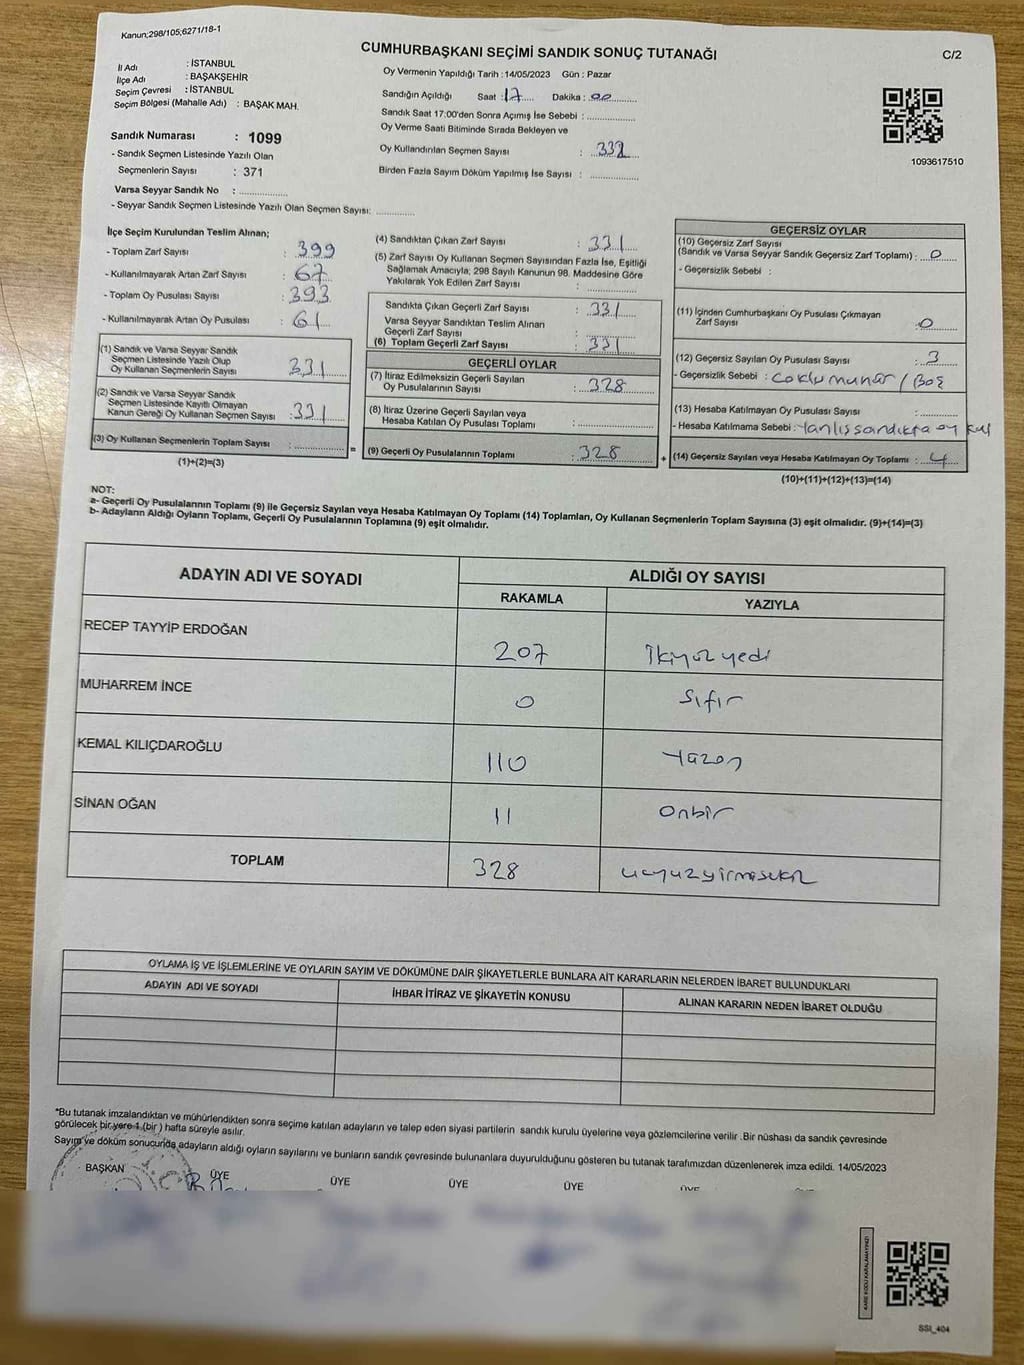 Kanun;298/105;6271/18-1
CUMHURBAŞKANI SEÇİMİ SANDIK SONUÇ TUTANAĞI
C/2
İl Adı : İSTANBUL
İlçe Adı : BAŞAKŞEHİR
Seçim Çevresi : İSTANBUL
Seçim Bölgesi (Mahalle Adı) : BAŞAK MAH.
Sandık Numarası : 1099
- Sandık Seçmen Listesinde Yazılı Olan
Seçmenlerin Sayısı : 371
Varsa Seyyar Sandık No : ..............
- Seyyar Sandık Seçmen Listesinde Yazılı Olan Seçmen Sayısı: ............
Oy Vermenin Yapıldığı Tarih : 14/05/2023 Gün : Pazar
Sandığın Açıldığı Saat : 17 Dakika : 00
Sandık Saat 17:00'den Sonra Açımış İse Sebebi : ..............
Oy Verme Saati Bitiminde Sırada Bekleyen ve
Oy Kullandırılan Seçmen Sayısı : 332
Birden Fazla Sayım Döküm Yapılmış İse Sayısı : ..............
1093617510
İlçe Seçim Kurulundan Teslim Alınan;
- Toplam Zarf Sayısı : 399
- Kullanılmayarak Artan Zarf Sayısı : 67
- Toplam Oy Pusulası Sayısı : 393
- Kullanılmayarak Artan Oy Pusulası : 61
(1) Sandık ve Varsa Seyyar Sandık
Seçmen Listesinde Yazılı Olup
Oy Kullanan Seçmenlerin Sayısı 331
(2) Sandık ve Varsa Seyyar Sandık
Seçmen Listesinde Kayıtlı Olmayan
Kanun Gereği Oy Kullanan Seçmen Sayısı : 331
(3) Oy Kullanan Seçmenlerin Toplam Sayısı : ..............
(1)+(2)=(3)
(4) Sandıktan Çıkan Zarf Sayısı : 331
(5) Zarf Sayısı Oy Kullanan Seçmen Sayısından Fazla İse, Eşitliği
Sağlamak Amacıyla; 298 Sayılı Kanunun 98. Maddesine Göre
Yakılarak Yok Edilen Zarf Sayısı : ..............
Sandıkta Çıkan Geçerli Zarf Sayısı : 331
Varsa Seyyar Sandıktan Teslim Alınan
Geçerli Zarf Sayısı : ..............
(6) Toplam Geçerli Zarf Sayısı : 331
GEÇERLİ OYLAR
(7) İtiraz Edilmeksizin Geçerli Sayılan
Oy Pusulalarının Sayısı : 328
(8) İtiraz Üzerine Geçerli Sayılan veya
Hesaba Katılan Oy Pusulası Toplamı : ..............
= (9) Geçerli Oy Pusulalarının Toplamı : 328 +
GEÇERSİZ OYLAR
(10) Geçersiz Zarf Sayısı
(Sandık ve Varsa Seyyar Sandık Geçersiz Zarf Toplamı) : 0
- Geçersizlik Sebebi :
(11) İçinden Cumhurbaşkanı Oy Pusulası Çıkmayan
Zarf Sayısı : 0
(12) Geçersiz Sayılan Oy Pusulası Sayısı : 3
- Geçersizlik Sebebi : çoklu mühür / Boş
(13) Hesaba Katılmayan Oy Pusulası Sayısı : ..............
- Hesaba Katılmama Sebebi : Yanlış sandıkta oy kul
(14) Geçersiz Sayılan veya Hesaba Katılmayan Oy Toplamı : 4
(10)+(11)+(12)+(13)=(14)
NOT:
a- Geçerli Oy Pusulalarının Toplamı (9) ile Geçersiz Sayılan veya Hesaba Katılmayan Oy Toplamı (14) Toplamları, Oy Kullanan Seçmenlerin Toplam Sayısına (3) eşit olmalıdır. (9)+(14)=(3)
b- Adayların Aldığı Oyların Toplamı, Geçerli Oy Pusulalarının Toplamına (9) eşit olmalıdır.
ADAYIN ADI VE SOYADI
ALDIĞI OY SAYISI
RAKAMLA
YAZIYLA
RECEP TAYYİP ERDOĞAN 207 İkiyüz yedi
MUHARREM İNCE 0 Sıfır
KEMAL KILIÇDAROĞLU 110 Yüzon
SİNAN OĞAN 11 Onbir
TOPLAM 328 üçyüzyirmisekiz
OYLAMA İŞ VE İŞLEMLERİNE VE OYLARIN SAYIM VE DÖKÜMÜNE DAİR ŞİKAYETLERLE BUNLARA AİT KARARLARIN NELERDEN İBARET BULUNDUKLARI
ADAYIN ADI VE SOYADI
İHBAR İTİRAZ VE ŞİKAYETİN KONUSU
ALINAN KARARIN NEDEN İBARET OLDUĞU
*Bu tutanak imzalandıktan ve mühürlendikten sonra seçime katılan adayların ve talep eden siyasi partilerin sandık kurulu üyelerine veya gözlemcilerine verilir .Bir nüshası da sandık çevresinde
görülecek bir yere 1 (bir ) hafta süreyle asılır.
Sayım ve döküm sonucunda adayların aldığı oyların sayılarını ve bunların sandık çevresinde bulunanlara duyurulduğunu gösteren bu tutanak tarafımızdan düzenlenerek imza edildi. 14/05/2023
BAŞKAN ÜYE ÜYE ÜYE ÜYE
KARE KODU KARALAMAYINIZ!
SSI_404